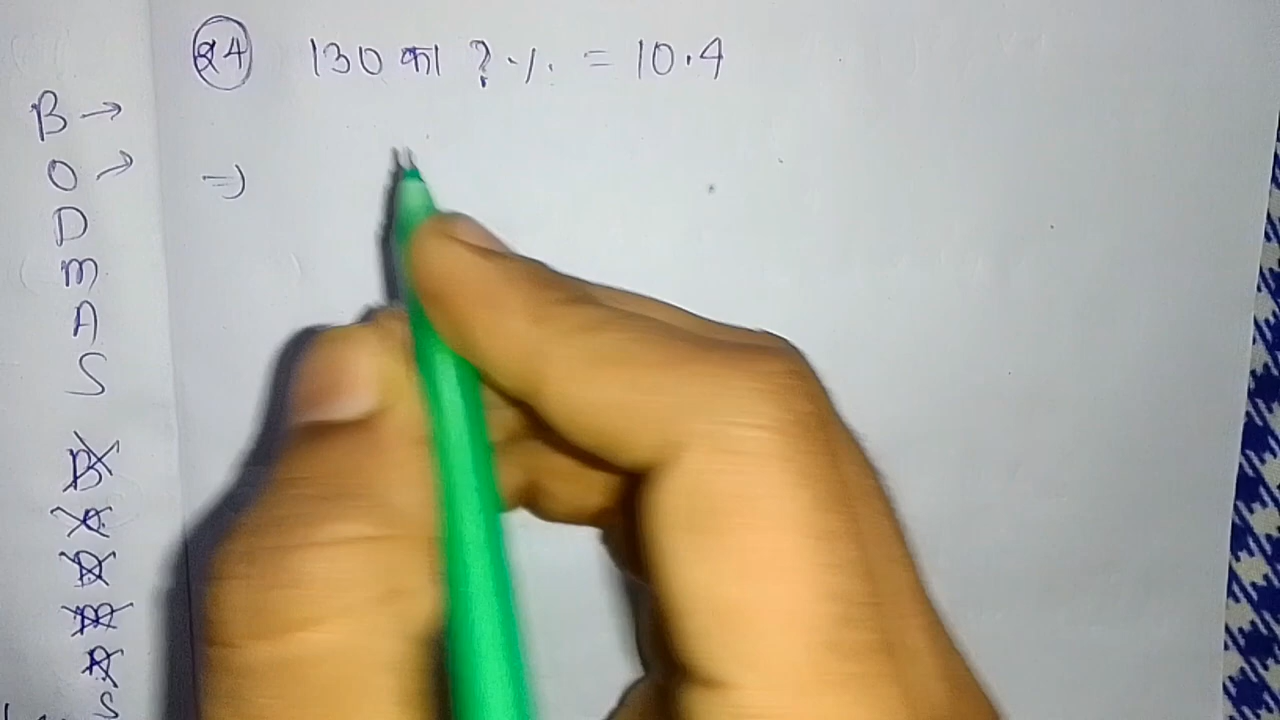 24 130 का ? % = 10.4
B →
O → ⇒
D
M
A
S
B
A
D
M
A
S